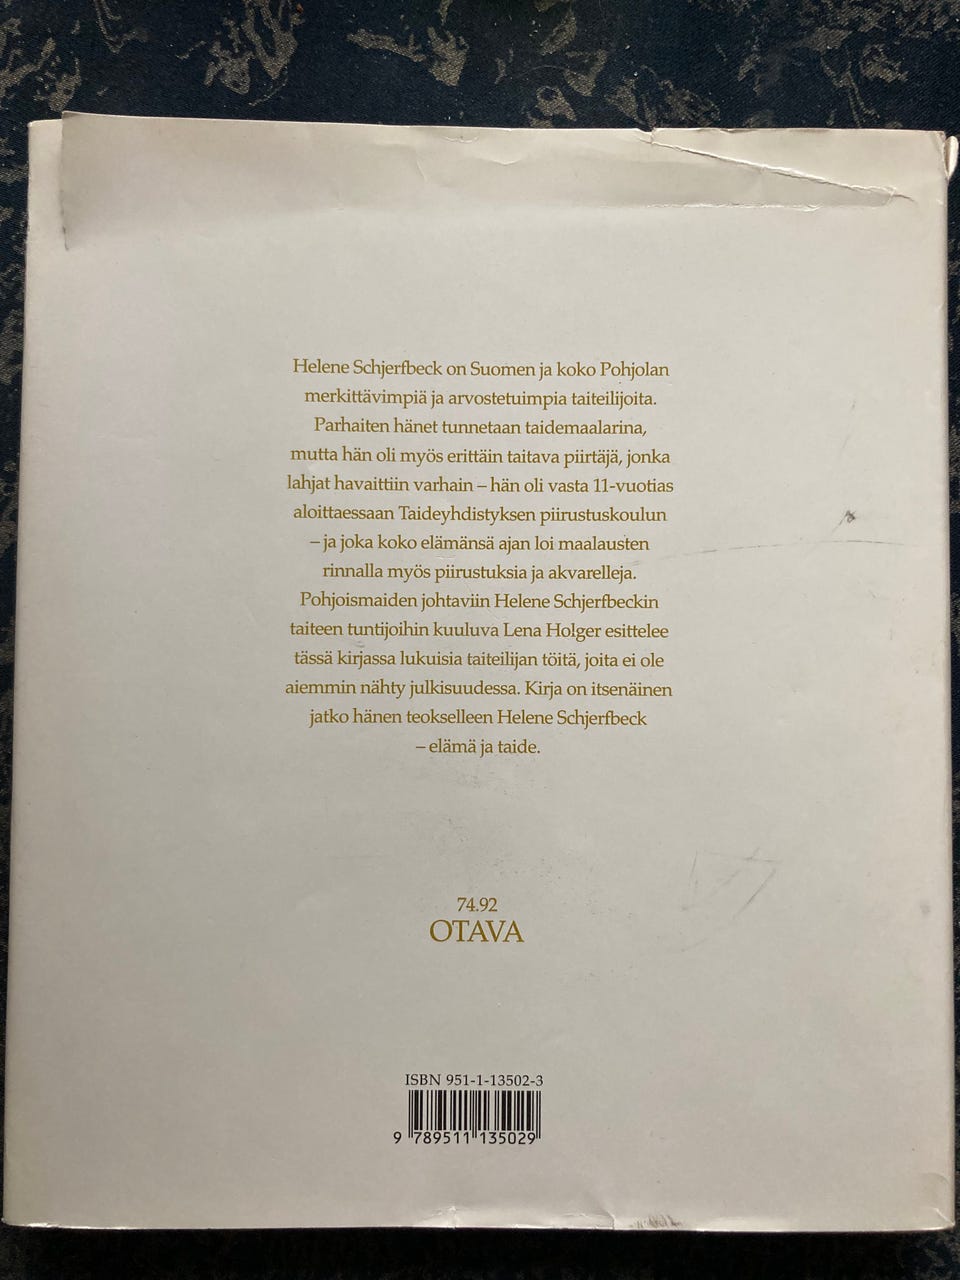 Helene Schjerfbeck on Suomen ja koko Pohjolan
merkittävimpiä ja arvostetuimpia taiteilijoita.
Parhaiten hänet tunnetaan taidemaalarina,
mutta hän oli myös erittäin taitava piirtäjä, jonka
lahjat havaittiin varhain – hän oli vasta 11-vuotias
aloittaessaan Taideyhdistyksen piirustuskoulun
– ja joka koko elämänsä ajan loi maalausten
rinnalla myös piirustuksia ja akvarelleja.
Pohjoismaiden johtaviin Helene Schjerfbeckin
taiteen tuntijoihin kuuluva Lena Holger esittelee
tässä kirjassa lukuisia taiteilijan töitä, joita ei ole
aiemmin nähty julkisuudessa. Kirja on itsenäinen
jatko hänen teokselleen Helene Schjerfbeck
– elämä ja taide.
74.92
OTAVA
ISBN 951-1-13502-3
9 789511 135029